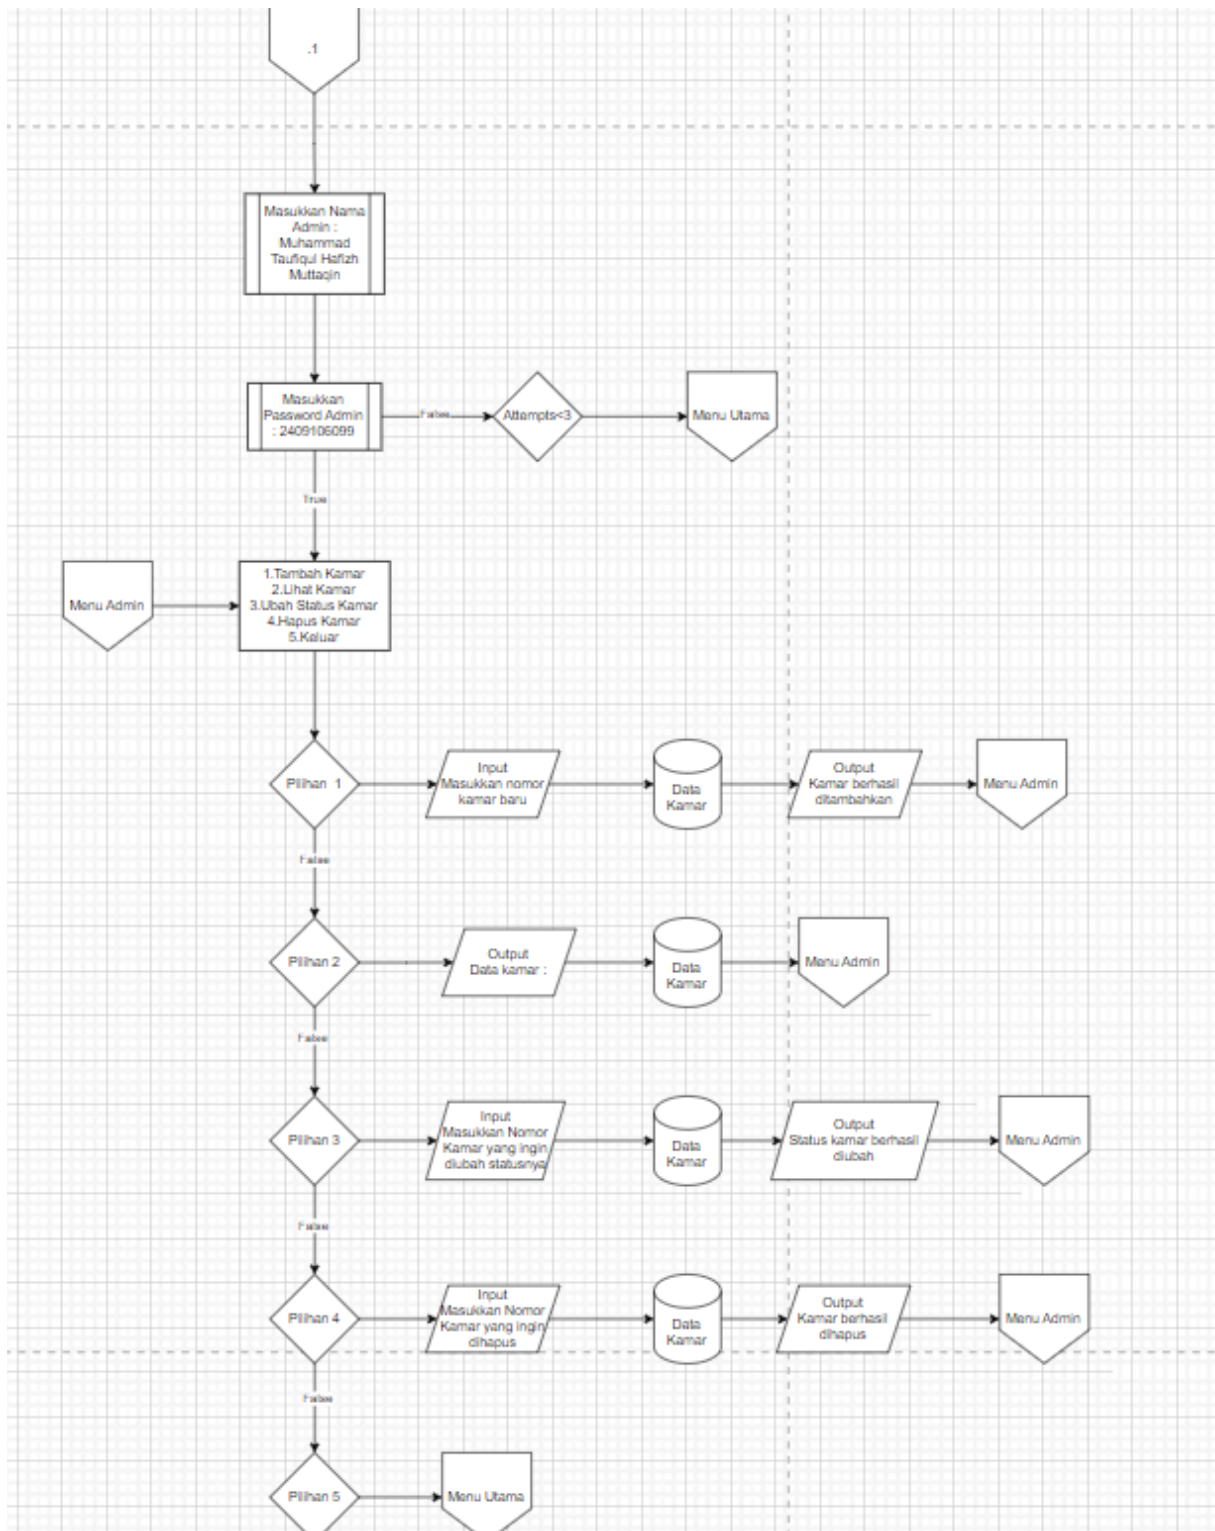 .1
Masukkan Nama
Admin :
Muhammad
Taufiqul Hafizh
Muttaqin
Masukkan
Password Admin
: 2409106099
False
Attempts<3
Menu Utama
True
Menu Admin
1.Tambah Kamar
2.Lihat Kamar
3.Ubah Status Kamar
4.Hapus Kamar
5.Keluar
Pilihan 1
Input
Masukkan nomor
kamar baru
Data
Kamar
Output
Kamar berhasil
ditambahkan
Menu Admin
False
Pilihan 2
Output
Data kamar :
Data
Kamar
Menu Admin
False
Pilihan 3
Input
Masukkan Nomor
Kamar yang ingin
diubah statusnya
Data
Kamar
Output
Status kamar berhasil
diubah
Menu Admin
False
Pilihan 4
Input
Masukkan Nomor
Kamar yang ingin
dihapus
Data
Kamar
Output
Kamar berhasil
dihapus
Menu Admin
False
Pilihan 5
Menu Utama